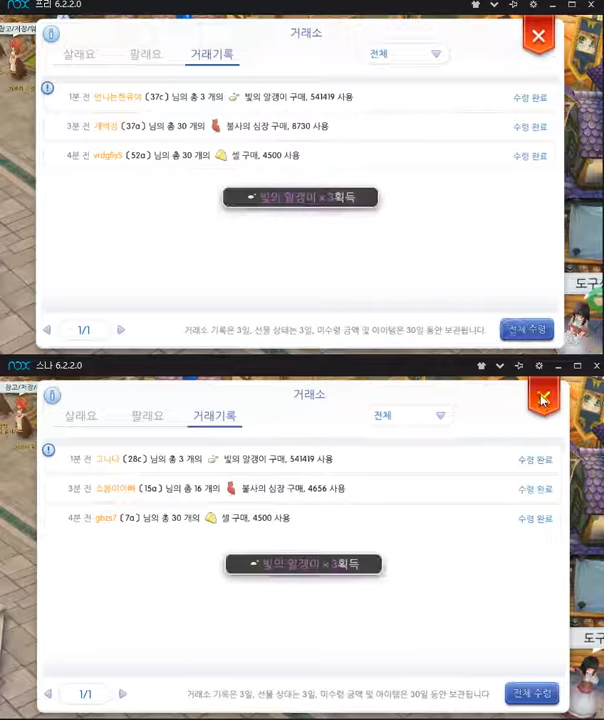 nox 프리 6.2.2.0
거래소
살래요 팔래요 거래기록 전체
1분 전 언나는현유야 (37c) 님의 총 3 개의 빛의 알갱이 구매, 541419 사용 수령 완료
3분 전 (37a) 님의 총 30 개의 불사의 심장 구매, 8730 사용 수령 완료
4분 전 vrdg5y5 (52a) 님의 총 30 개의 셀 구매, 4500 사용 수령 완료
빛의 알갱이 × 3획득
도구
1/1 거래소 기록은 3일, 선물 상태는 3일, 미수령 금액 및 아이템은 30일 동안 보관됩니다. 전체 수령
nox 스나 6.2.2.0
창고/저장/
거래소
살래요 팔래요 거래기록 전체
1분 전 그니다 (28c) 님의 총 3 개의 빛의 알갱이 구매, 541419 사용 수령 완료
3분 전 소봄이아빠 (15a) 님의 총 16 개의 불사의 심장 구매, 4656 사용 수령 완료
4분 전 ghzs7 (7a) 님의 총 30 개의 셀 구매, 4500 사용 수령 완료
빛의 알갱이 × 3획득
도구
1/1 거래소 기록은 3일, 선물 상태는 3일, 미수령 금액 및 아이템은 30일 동안 보관됩니다. 전체 수령